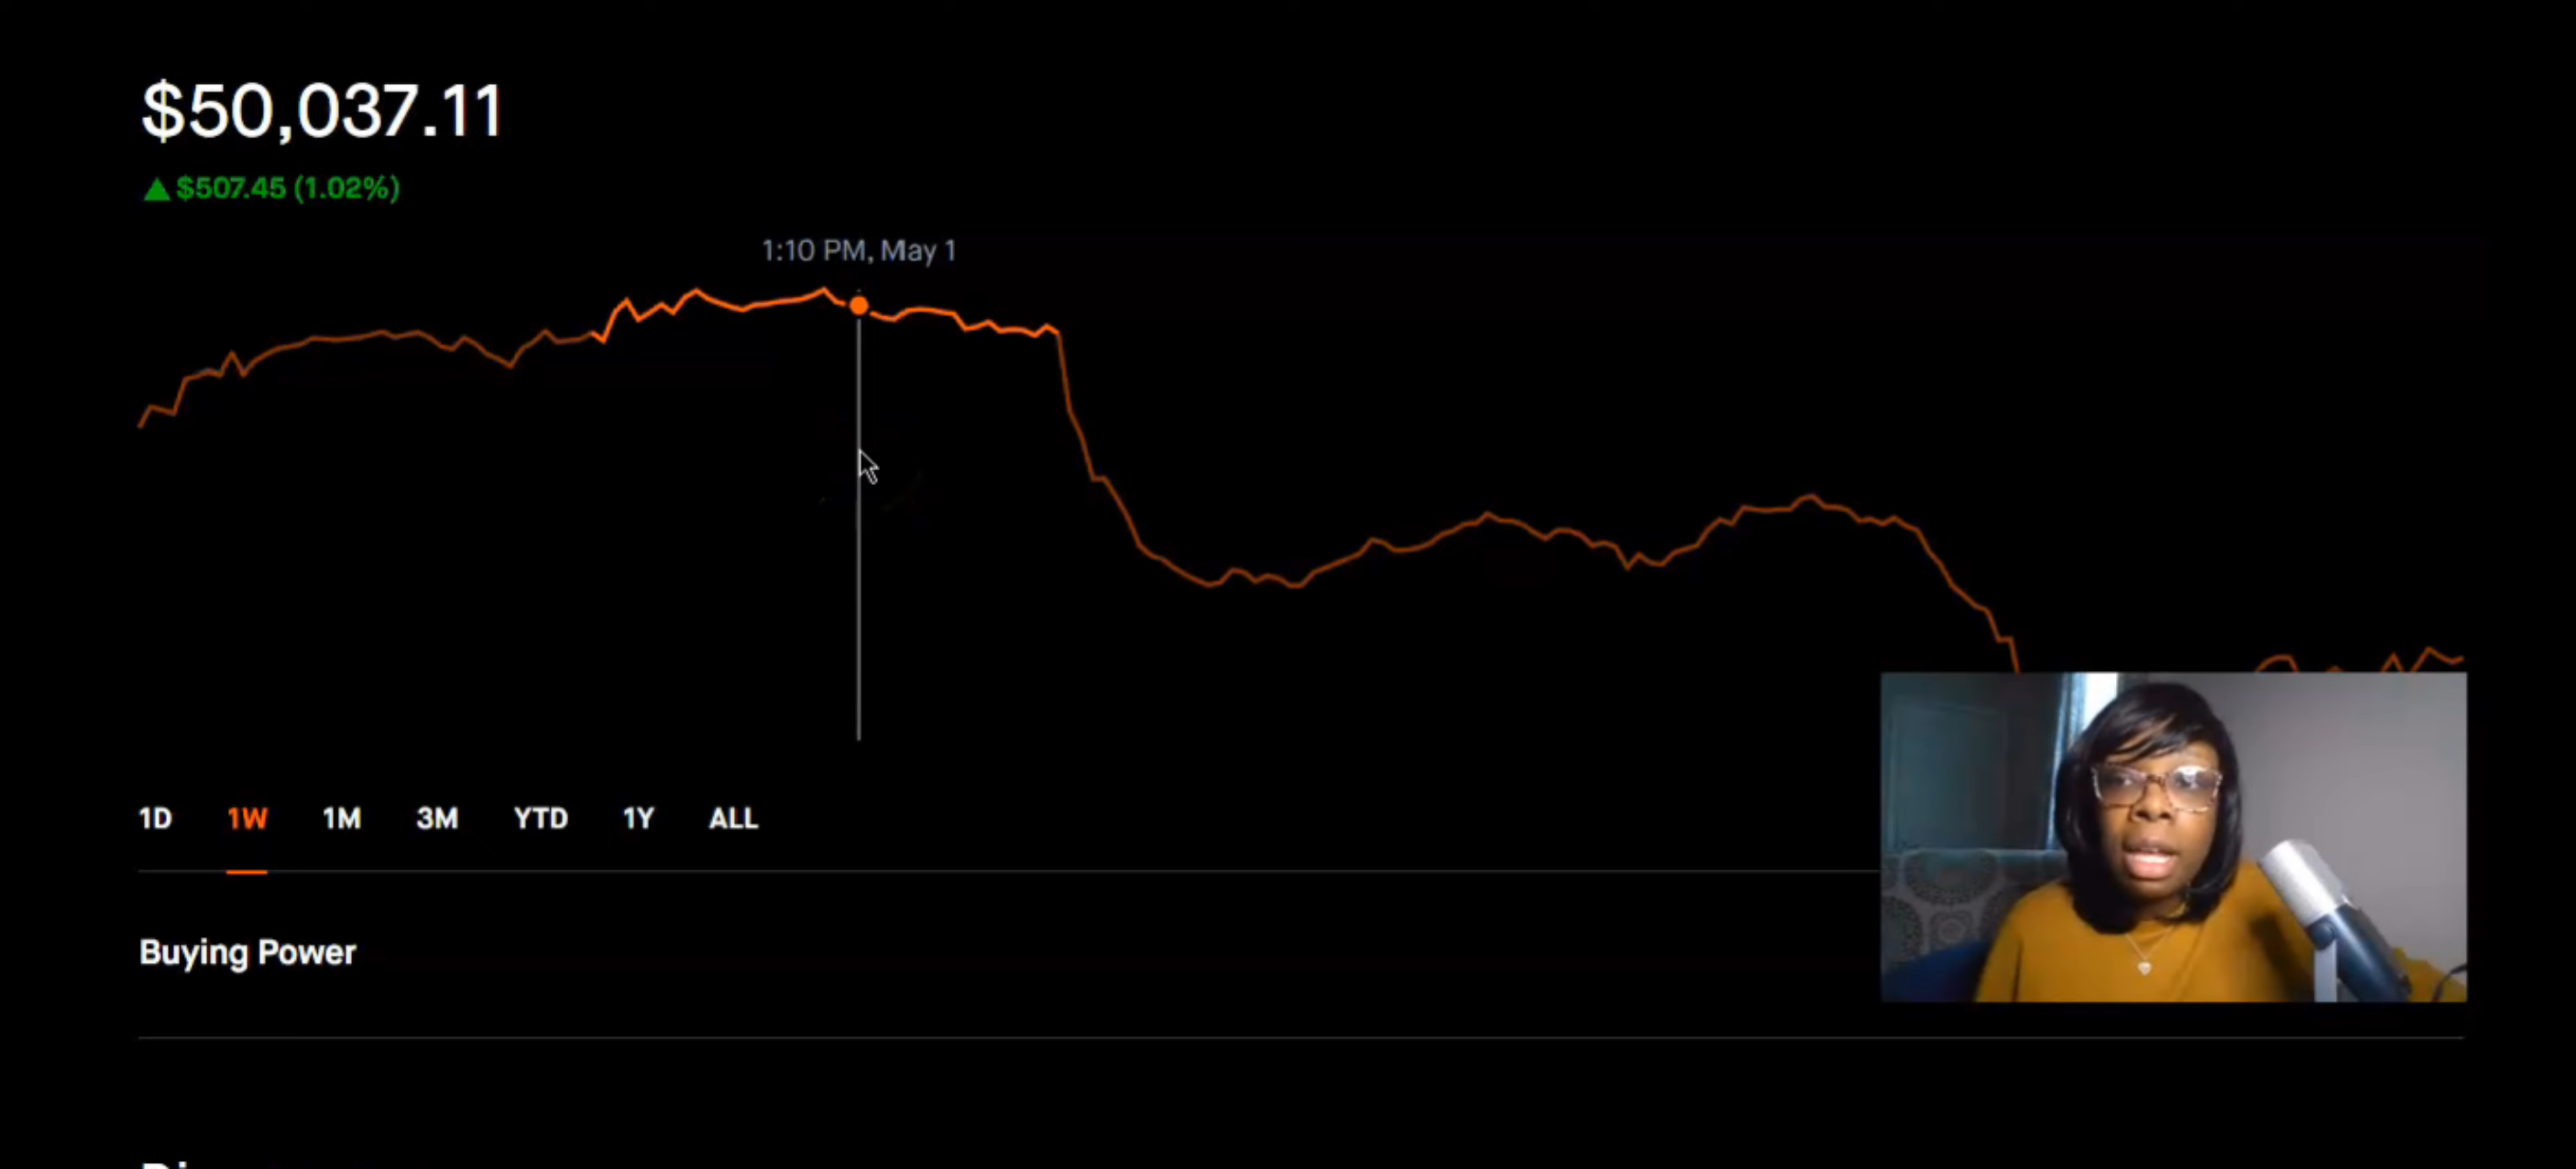 $50,037.11
▲ $507.45 (1.02%)
1:10 PM, May 1
1D 1W 1M 3M YTD 1Y ALL
Buying Power